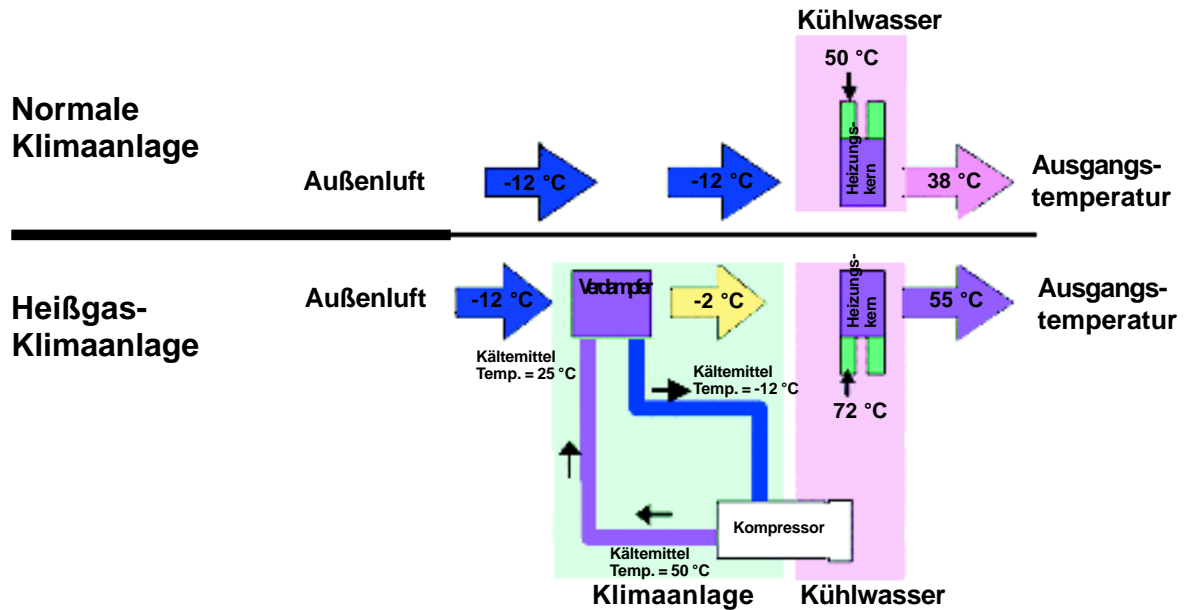 Kühlwasser
50 °C
Normale
Klimaanlage
Außenluft
-12 °C
-12 °C
Heizungs-
kern
38 °C
Ausgangs-
temperatur
Heißgas-
Klimaanlage
Außenluft
-12 °C
Verdampfer
-2 °C
Heizungs-
kern
55 °C
Ausgangs-
temperatur
Kältemittel
Temp. = 25 °C
Kältemittel
Temp. = -12 °C
72 °C
Kompressor
Kältemittel
Temp. = 50 °C
Klimaanlage
Kühlwasser